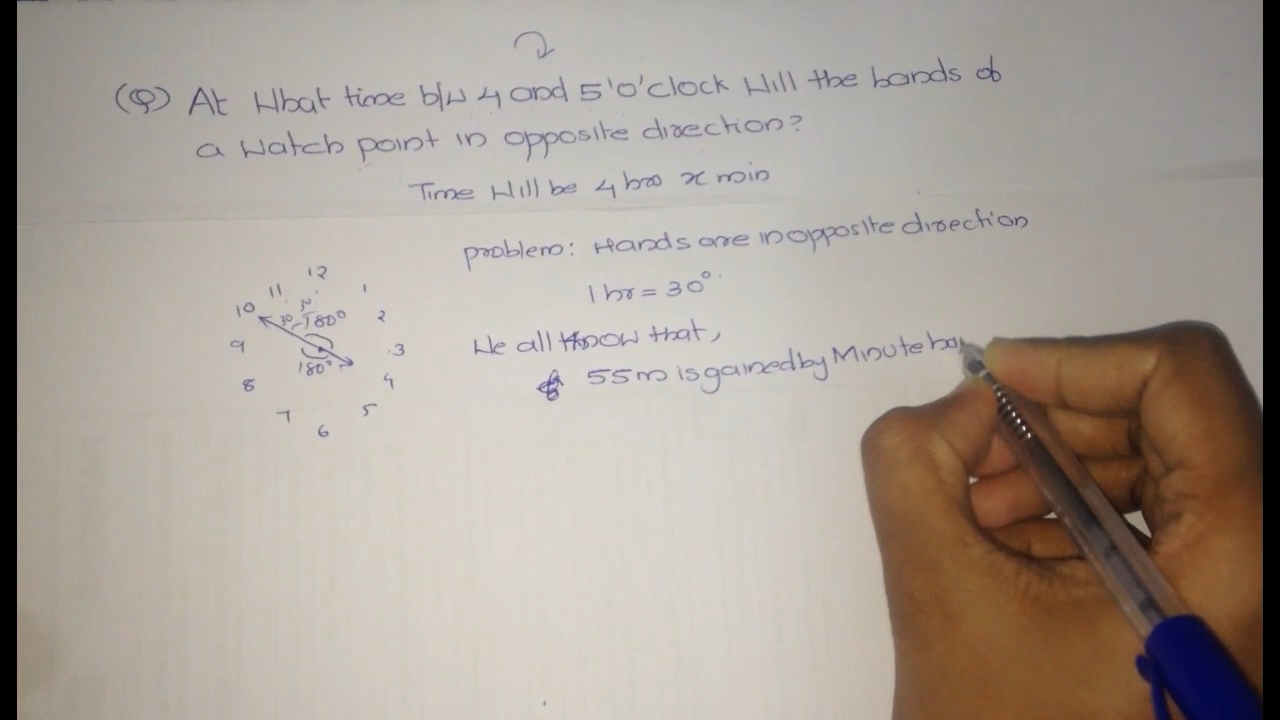 (Q) At What time b/w 4 and 5'o'clock will the hands of
a watch point in opposite direction?
Time will be 4 hrs x min
problem: Hands are in opposite direction
1 hr = 30°
We all know that,
55m is gained by Minute han
12
11 1
10 30 180° 2
9 3
180°
8 4
7 5
6